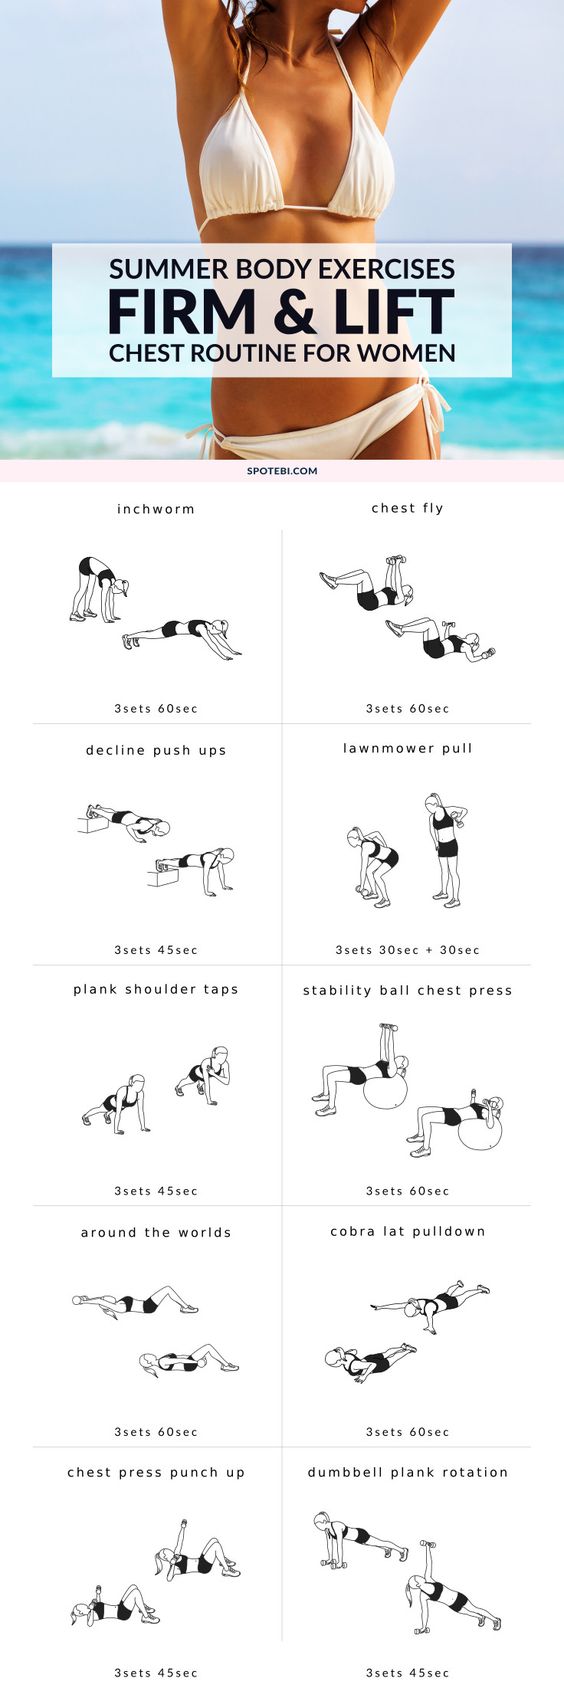 SUMMER BODY EXERCISES
FIRM & LIFT
CHEST ROUTINE FOR WOMEN
SPOTEBI.COM
inchworm
3sets 60sec
chest fly
3sets 60sec
decline push ups
3sets 45sec
lawnmower pull
3sets 30sec + 30sec
plank shoulder taps
3sets 45sec
stability ball chest press
3sets 60sec
around the worlds
3sets 60sec
cobra lat pulldown
3sets 60sec
chest press punch up
3sets 45sec
dumbbell plank rotation
3sets 45sec